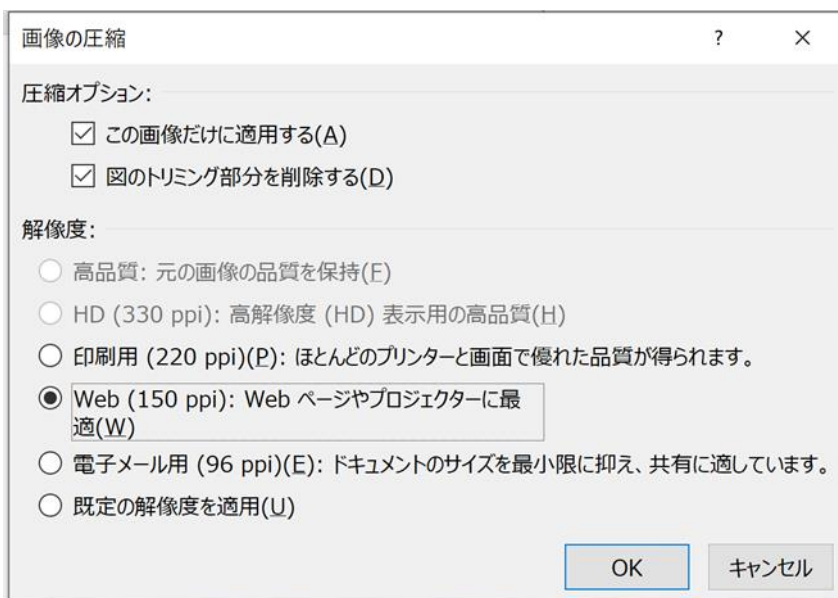 画像の圧縮
?
圧縮オプション:
この画像だけに適用する(A)
図のトリミング部分を削除する(D)
解像度:
高品質: 元の画像の品質を保持(F)
HD (330 ppi): 高解像度 (HD) 表示用の高品質(H)
印刷用 (220 ppi)(P): ほとんどのプリンターと画面で優れた品質が得られます。
Web (150 ppi): Web ページやプロジェクターに最
適(W)
電子メール用 (96 ppi)(E): ドキュメントのサイズを最小限に抑え、共有に適しています。
既定の解像度を適用(U)
OK
キャンセル